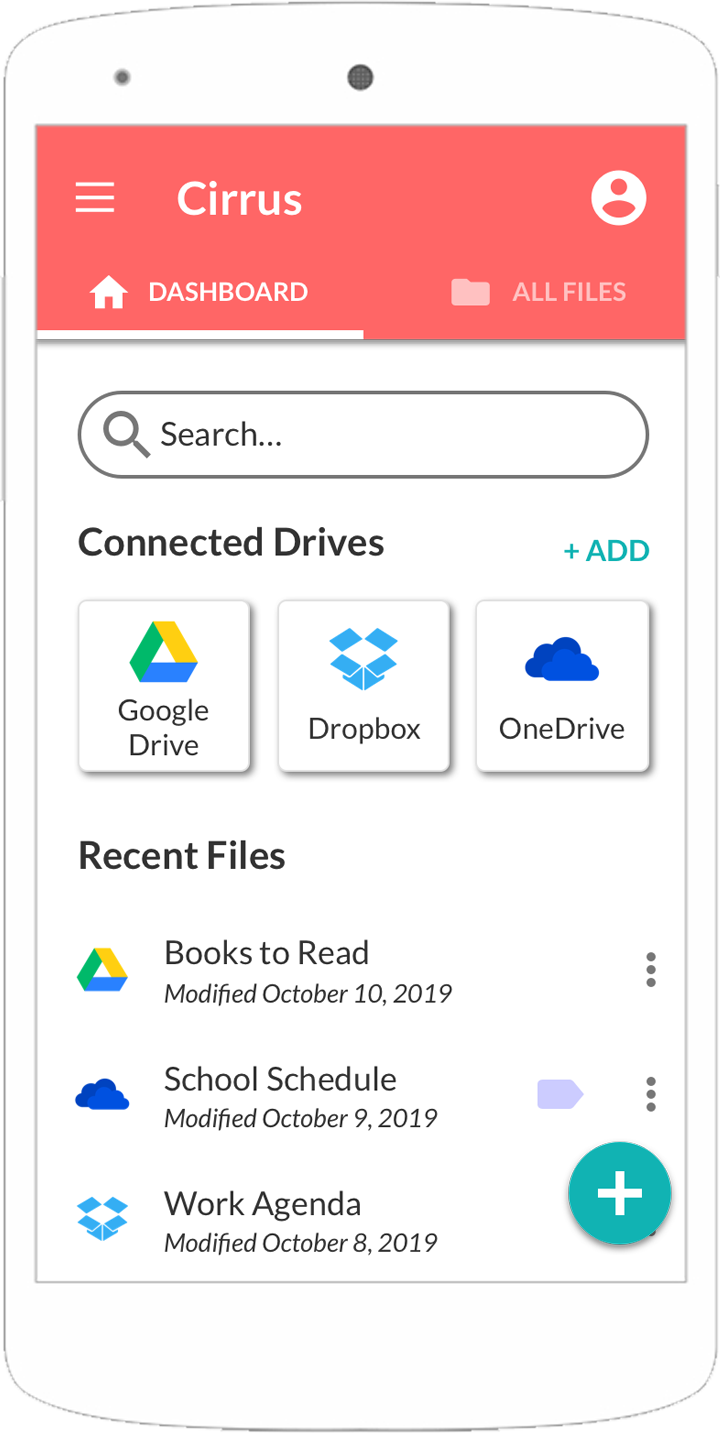 Cirrus
DASHBOARD
ALL FILES
Search...
Connected Drives
+ ADD
Google
Drive
Dropbox
OneDrive
Recent Files
Books to Read
Modified October 10, 2019
School Schedule
Modified October 9, 2019
Work Agenda
Modified October 8, 2019